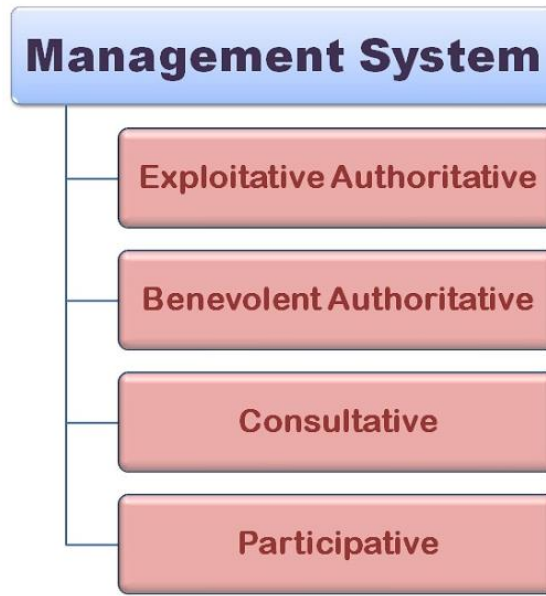 Management System
Exploitative Authoritative
Benevolent Authoritative
Consultative
Participative